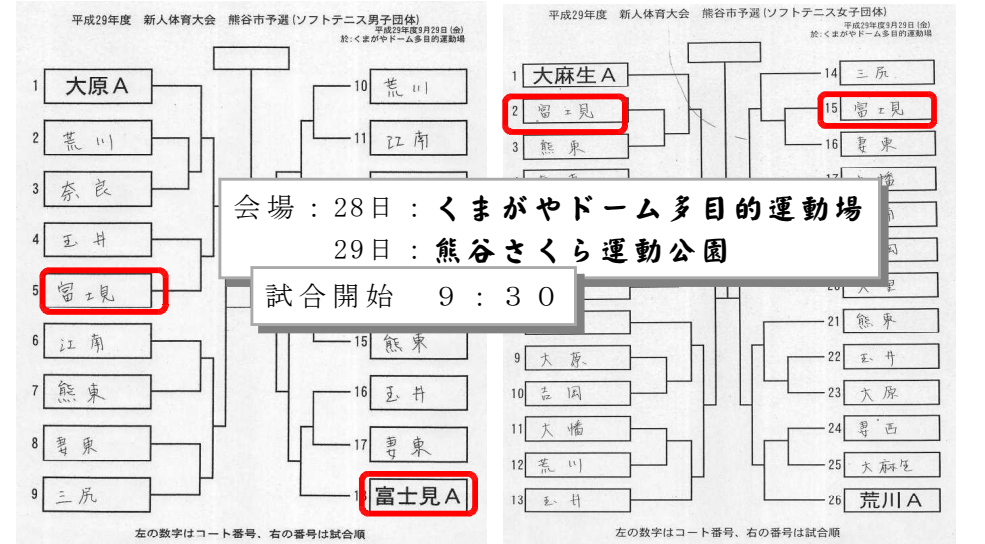 平成29年度 新人体育大会 熊谷市予選(ソフトテニス男子団体)
平成29年度9月29日(金)
於:くまがやドーム多目的運動場
1 大原A
2 荒川
3 奈良
4 玉井
5 富士見
6 江南
7 熊東
8 妻東
9 三尻
10 荒川
11 江南
15 熊東
16 玉井
17 妻東
富士見A
左の数字はコート番号、右の番号は試合順
平成29年度 新人体育大会 熊谷市予選(ソフトテニス女子団体)
平成29年度9月29日(金)
於:くまがやドーム多目的運動場
1 大麻生A
2 富士見
3 熊東
9 大原
10 吉岡
11 大幡
12 荒川
13 玉井
14 三尻
15 富士見
16 妻東
21 熊東
22 玉井
23 大原
24 妻西
25 大麻生
26 荒川A
左の数字はコート番号、右の番号は試合順
会場:28日:くまがやドーム多目的運動場
29日:熊谷さくら運動公園
試合開始 9:30